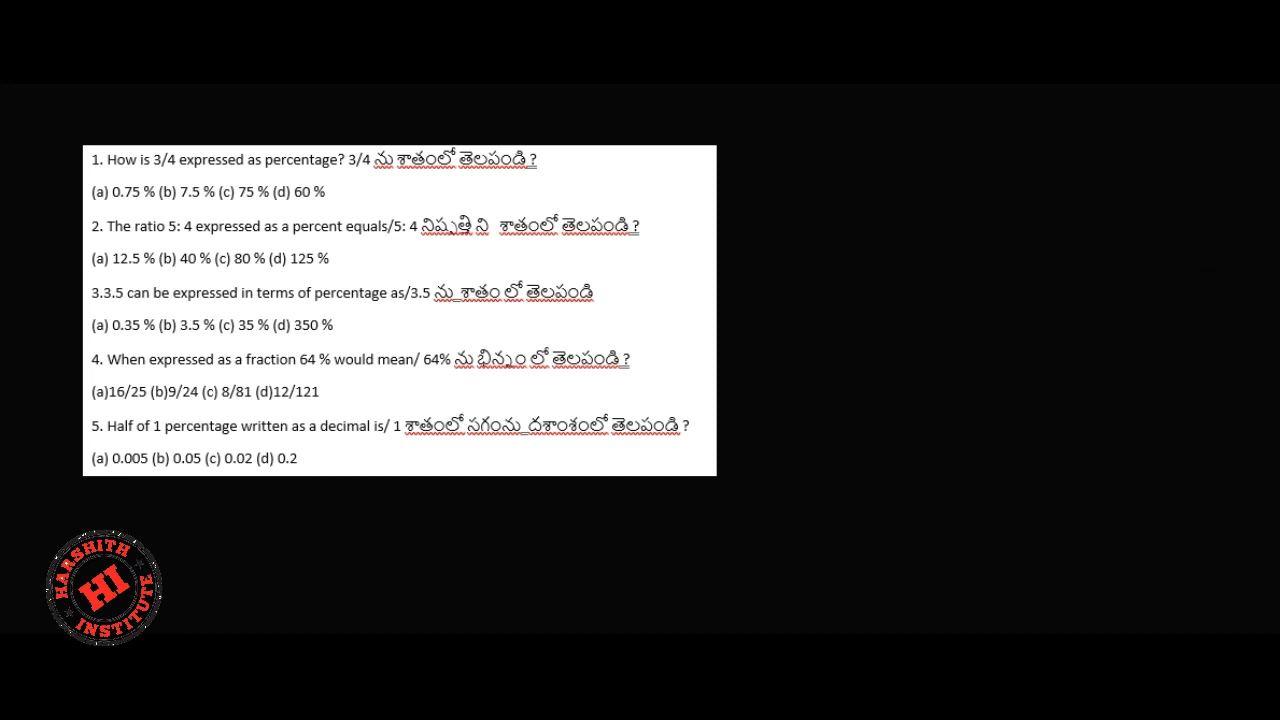 1. How is 3/4 expressed as percentage? 3/4 ను శాతంలో తెలపండి ?
(a) 0.75 % (b) 7.5 % (c) 75 % (d) 60 %
2. The ratio 5: 4 expressed as a percent equals/5: 4 నిష్పత్తి ని శాతంలో తెలపండి ?
(a) 12.5 % (b) 40 % (c) 80 % (d) 125 %
3.3.5 can be expressed in terms of percentage as/3.5 ను శాతం లో తెలపండి
(a) 0.35 % (b) 3.5 % (c) 35 % (d) 350 %
4. When expressed as a fraction 64 % would mean/ 64% ను భిన్నం లో తెలపండి ?
(a)16/25 (b)9/24 (c) 8/81 (d)12/121
5. Half of 1 percentage written as a decimal is/ 1 శాతంలో సగంను దశాంశంలో తెలపండి ?
(a) 0.005 (b) 0.05 (c) 0.02 (d) 0.2
HARSHITH
HI
INSTITUTE